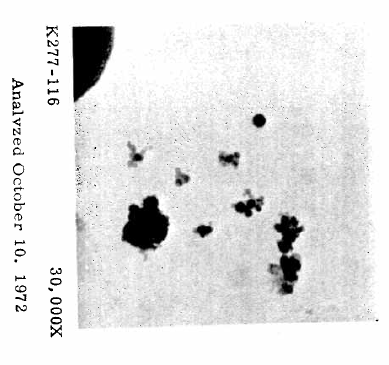 K277-116 30,000X
Analyzed October 10. 1972